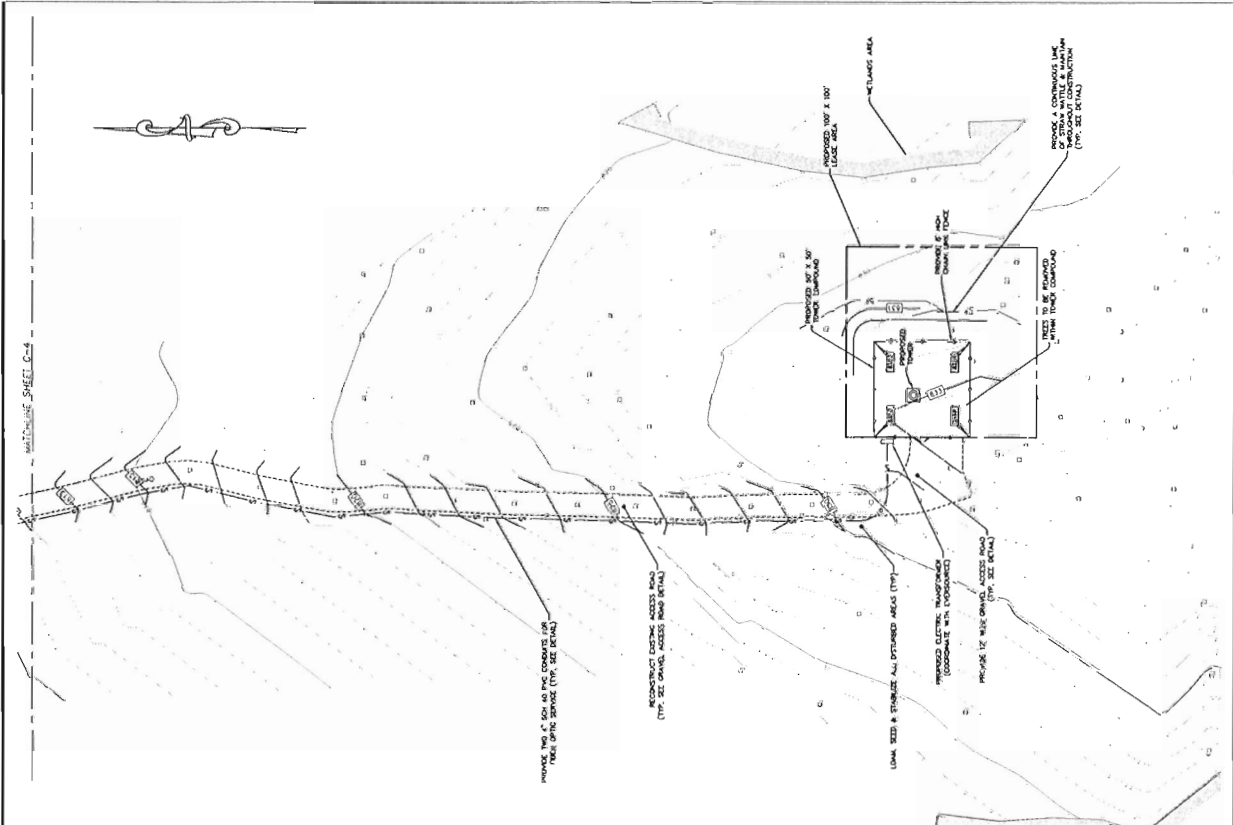 MATCHLINE SHEET C-4
WETLANDS AREA
PROPOSED 100' X 100'
LEASE AREA
PROVIDE A CONTINUOUS LINE
OF STRAW WATTLE & MAINTAIN
THROUGHOUT CONSTRUCTION
(TYP, SEE DETAIL)
PROPOSED 50' X 50'
TOWER COMPOUND
PROVIDE 6' HIGH
CHAIN LINK FENCE
PROPOSED
TOWER
TREES TO BE REMOVED
WITHIN TOWER COMPOUND
631
633
PROVIDE TWO 4" SCH 40 PVC CONDUITS FOR
FIBER OPTIC SERVICE (TYP, SEE DETAIL)
RECONSTRUCT EXISTING ACCESS ROAD
(TYP, SEE GRAVEL ACCESS ROAD DETAIL)
LOAM, SEED & STABILIZE ALL DISTURBED AREAS (TYP)
PROPOSED ELECTRIC TRANSFORMER
(COORDINATE WITH EVERSOURCE)
PROVIDE 12' WIDE GRAVEL ACCESS ROAD
(TYP, SEE DETAIL)